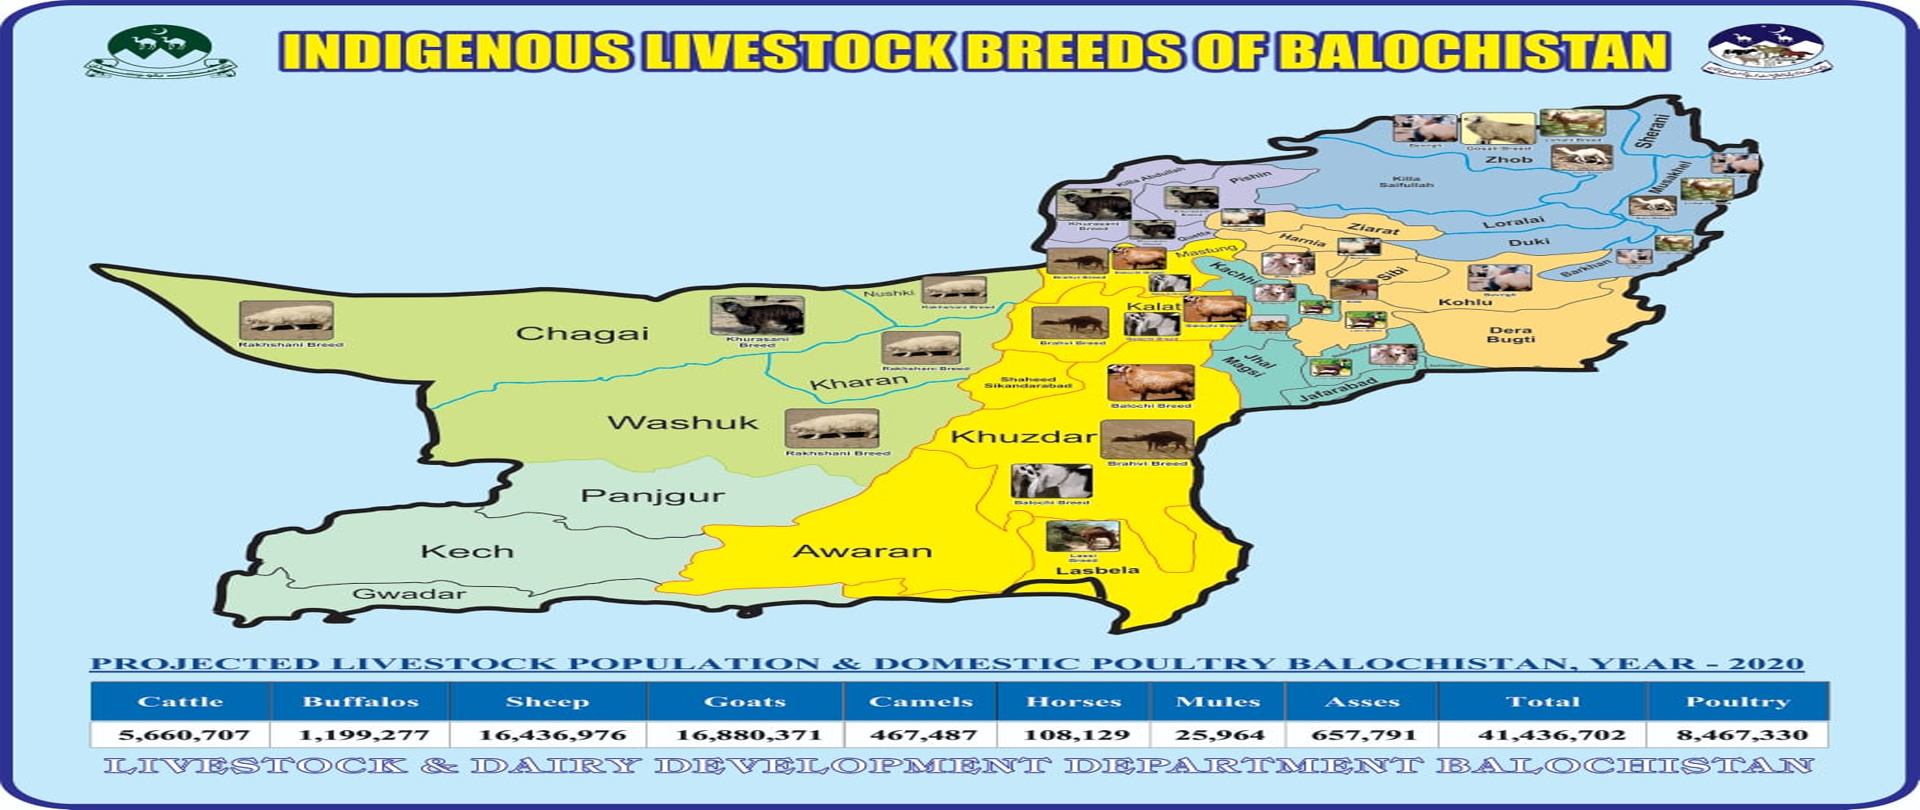 INDIGENOUS LIVESTOCK BREEDS OF BALOCHISTAN
Sherani
Zhob
Killa Saifullah
Musakhel
Killa Abdullah
Pishin
Khurasani Breed
Quetta
Loralai
Ziarat
Harnia
Duki
Barkhan
Mastung
Kachhi
Sibi
Kohlu
Dera Bugti
Nushki
Rakhshani Breed
Chagai
Rakhshani Breed
Khurasani Breed
Rakhshani Breed
Kharan
Kalat
Brahvi Breed
Shaheed Sikandarabad
Jhal Magsi
Jafarabad
Balochi Breed
Washuk
Rakhshani Breed
Khuzdar
Brahvi Breed
Balochi Breed
Panjgur
Kech
Awaran
Lassi Breed
Lasbela
Gwadar
PROJECTED LIVESTOCK POPULATION & DOMESTIC POULTRY BALOCHISTAN, YEAR - 2020
Cattle Buffalos Sheep Goats Camels Horses Mules Asses Total Poultry
5,660,707 1,199,277 16,436,976 16,880,371 467,487 108,129 25,964 657,791 41,436,702 8,467,330
LIVESTOCK & DAIRY DEVELOPMENT DEPARTMENT BALOCHISTAN